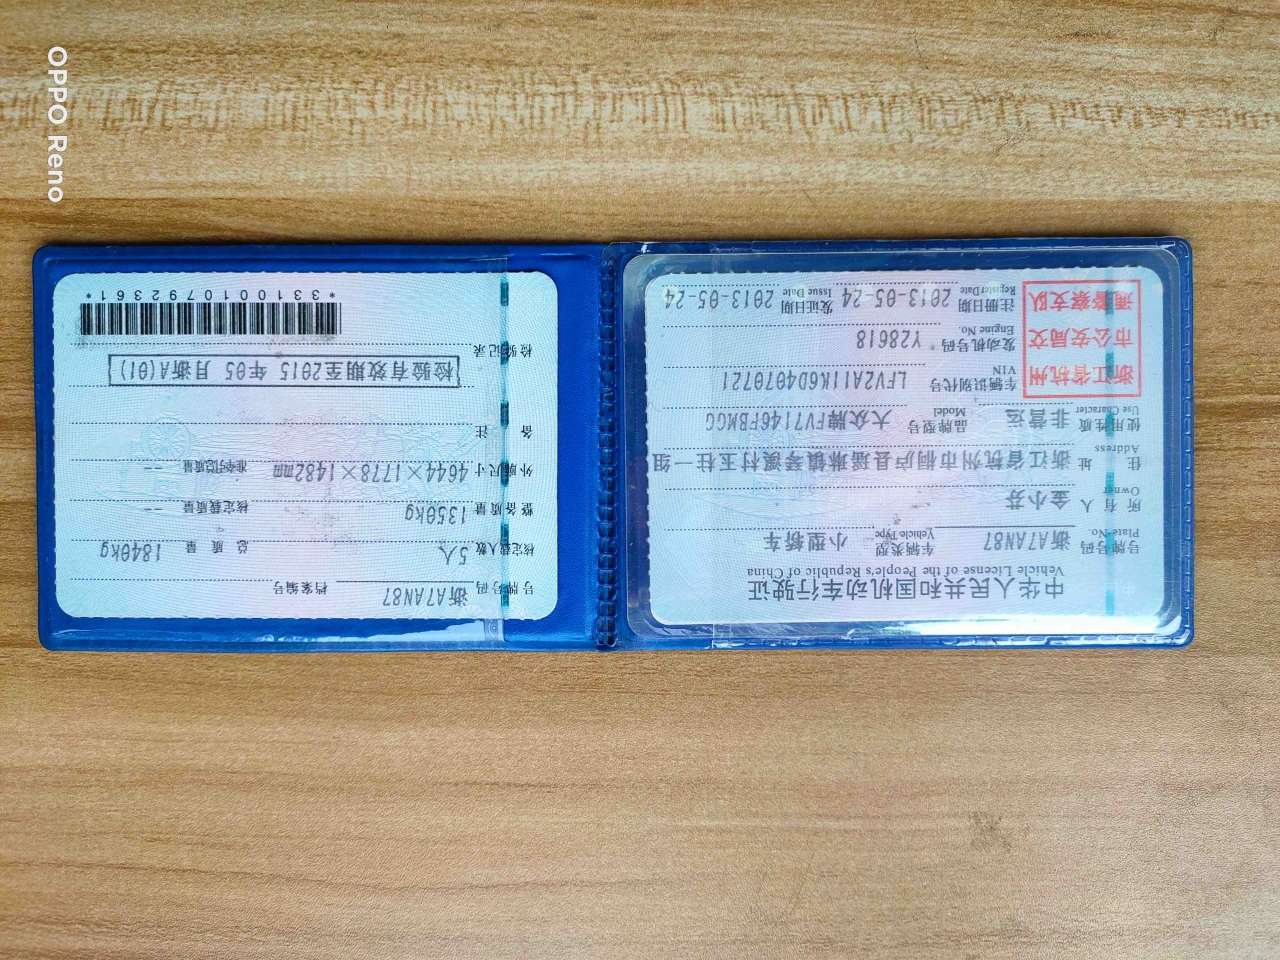 中华人民共和国机动车行驶证
Vehicle License of the People's Republic of China
号牌号码 Plate No. 浙A7AN87 车辆类型 Vehicle Type 小型轿车
所有人 Owner 金小芬
住址 Address 浙江省杭州市桐庐县瑶琳镇琴溪村玉柱一组
使用性质 Use Character 非营运 品牌型号 Model 大众牌FV7146FBMGG
车辆识别代号 VIN LFV2A11K6D4070721
发动机号码 Engine No. Y28618
注册日期 Register Date 2013-05-24 发证日期 Issue Date 2013-05-24
浙江省杭州
市公安局交
通警察支队
号牌号码 浙A7AN87 档案编号
核定载人数 5人 总质量 1840kg
整备质量 1350kg 核定载质量 --
外廓尺寸 4644×1778×1482mm 准牵引总质量 --
备注
检验有效期至2015年05月浙A(01)
检验记录
*3310010792361*
OPPO Reno